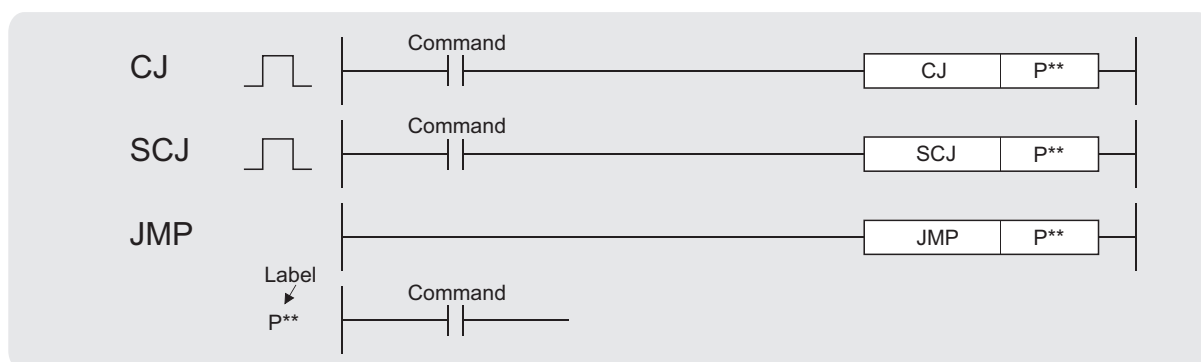 Command
CJ CJ P**
Command
SCJ SCJ P**
JMP JMP P**
Label
Command
P**